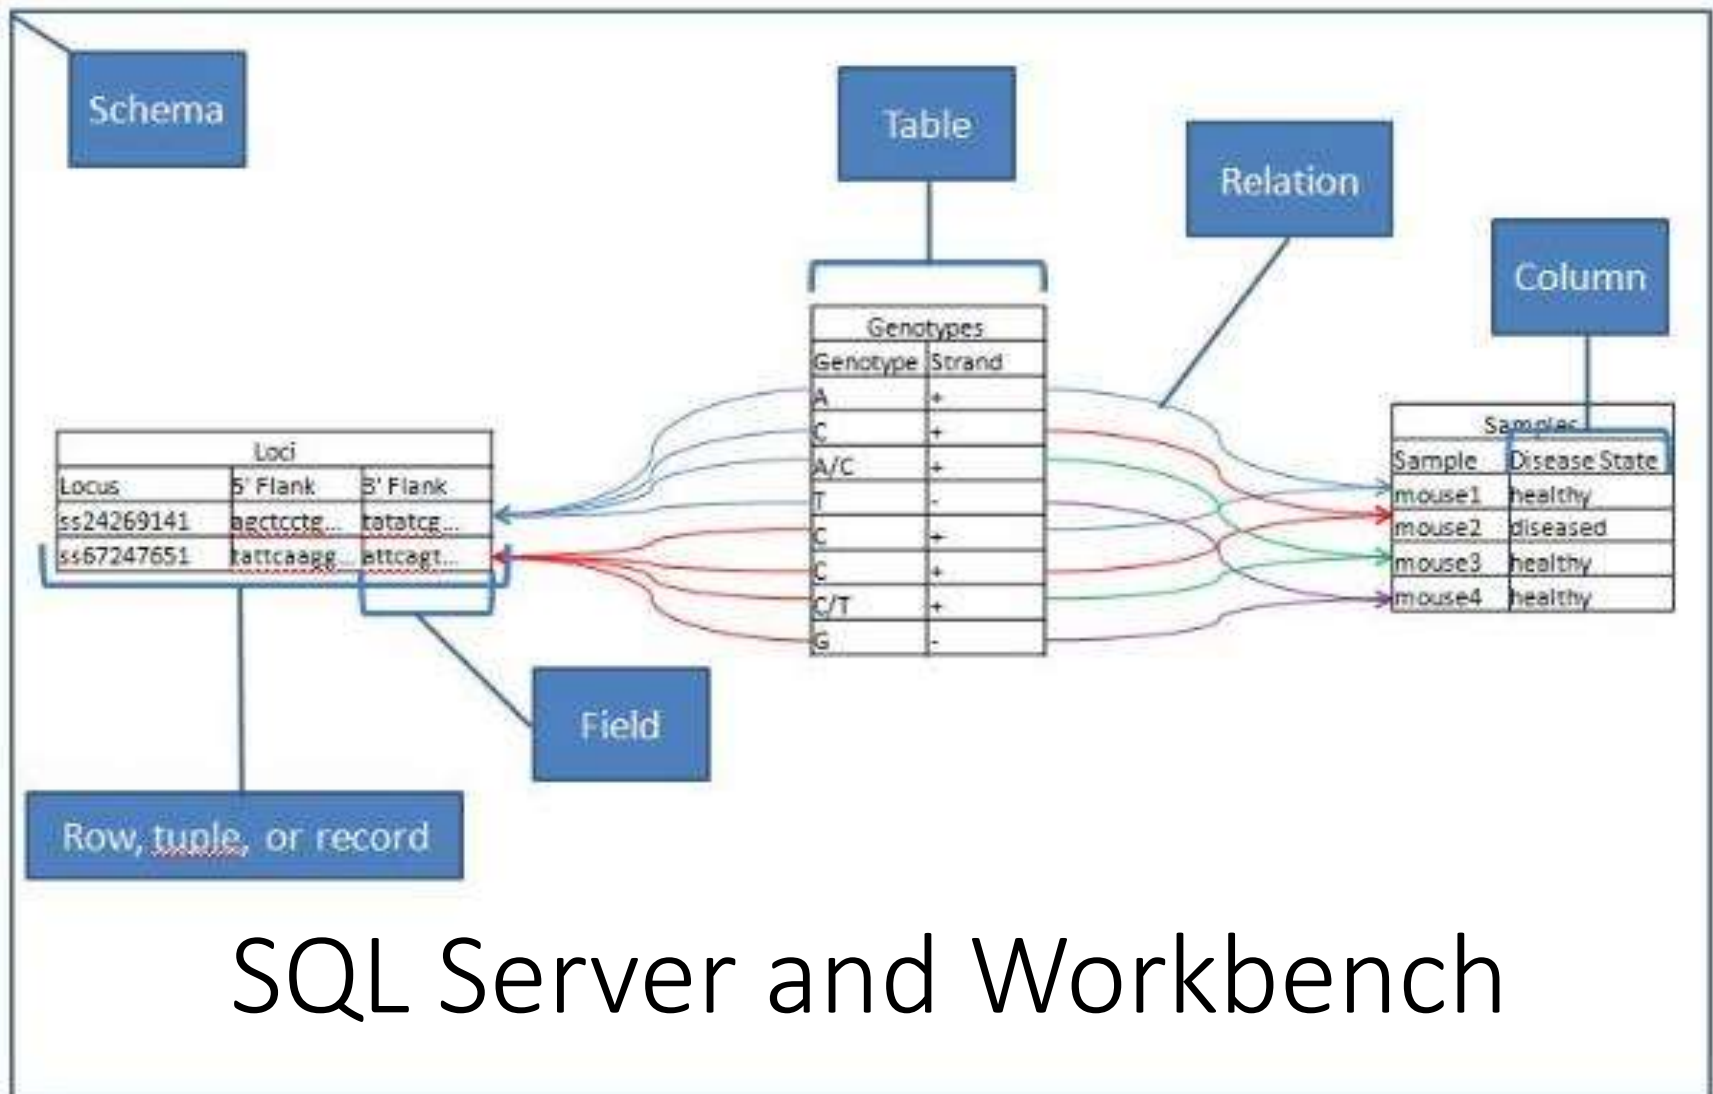 Schema
Table
Relation
Column
Genotypes
Genotype Strand
A +
C +
A/C +
T -
C +
C +
C/T +
G -
Samples
Sample Disease State
mouse1 healthy
mouse2 diseased
mouse3 healthy
mouse4 healthy
Loci
Locus 5' Flank 3' Flank
ss24269141 agctcctg... tatatcg...
ss67247651 tattcaagg... attcagt...
Field
Row, tuple, or record
SQL Server and Workbench